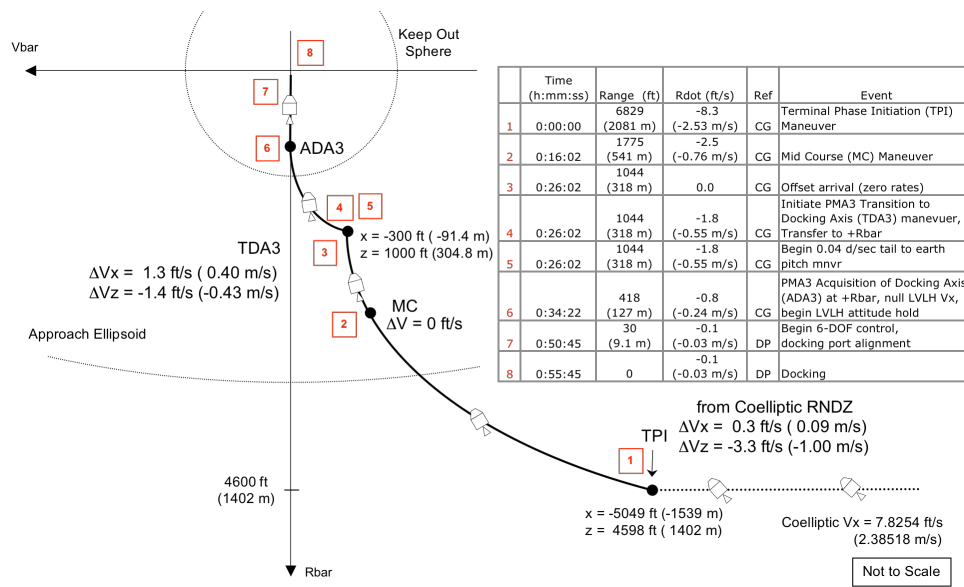 Vbar
Keep Out
Sphere
8
7
6
ADA3
4
5
3
x = -300 ft ( -91.4 m)
z = 1000 ft (304.8 m)
TDA3
ΔVx = 1.3 ft/s ( 0.40 m/s)
ΔVz = -1.4 ft/s (-0.43 m/s)
2
MC
ΔV = 0 ft/s
Approach Ellipsoid
Time
(h:mm:ss) Range (ft) Rdot (ft/s) Ref Event
1 0:00:00 6829 (2081 m) -8.3 (-2.53 m/s) CG Terminal Phase Initiation (TPI) Maneuver
2 0:16:02 1775 (541 m) -2.5 (-0.76 m/s) CG Mid Course (MC) Maneuver
3 0:26:02 1044 (318 m) 0.0 CG Offset arrival (zero rates)
4 0:26:02 1044 (318 m) -1.8 (-0.55 m/s) CG Initiate PMA3 Transition to Docking Axis (TDA3) manevuer, Transfer to +Rbar
5 0:26:02 1044 (318 m) -1.8 (-0.55 m/s) CG Begin 0.04 d/sec tail to earth pitch mnvr
6 0:34:22 418 (127 m) -0.8 (-0.24 m/s) CG PMA3 Acquisition of Docking Axis (ADA3) at +Rbar, null LVLH Vx, begin LVLH attitude hold
7 0:50:45 30 (9.1 m) -0.1 (-0.03 m/s) DP Begin 6-DOF control, docking port alignment
8 0:55:45 0 -0.1 (-0.03 m/s) DP Docking
from Coelliptic RNDZ
ΔVx = 0.3 ft/s ( 0.09 m/s)
ΔVz = -3.3 ft/s (-1.00 m/s)
TPI
1
4600 ft
(1402 m)
x = -5049 ft (-1539 m)
z = 4598 ft ( 1402 m)
Coelliptic Vx = 7.8254 ft/s
(2.38518 m/s)
Rbar
Not to Scale